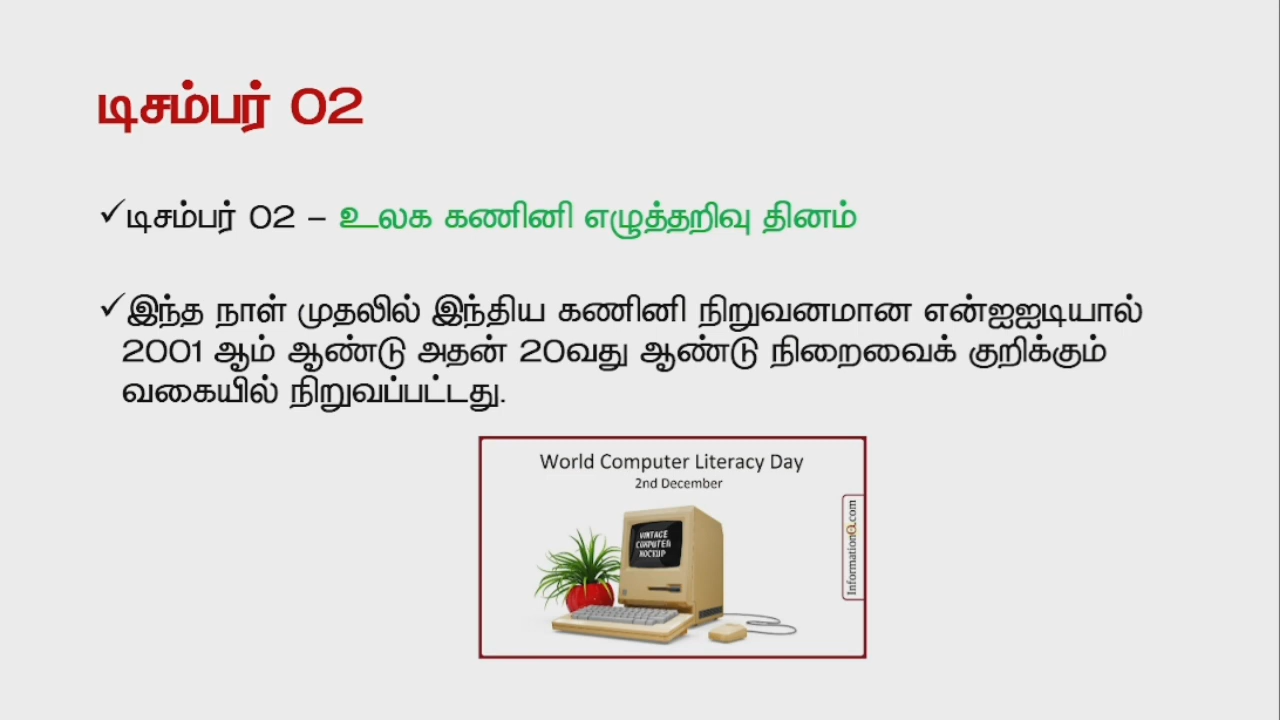 டிசம்பர் 02
✓டிசம்பர் 02 – உலக கணினி எழுத்தறிவு தினம்
✓இந்த நாள் முதலில் இந்திய கணினி நிறுவனமான என்ஐஐடியால்
2001 ஆம் ஆண்டு அதன் 20வது ஆண்டு நிறைவைக் குறிக்கும்
வகையில் நிறுவப்பட்டது.
World Computer Literacy Day
2nd December
VINTAGE
COMPUTER
MOCKUP
InformationQ.com